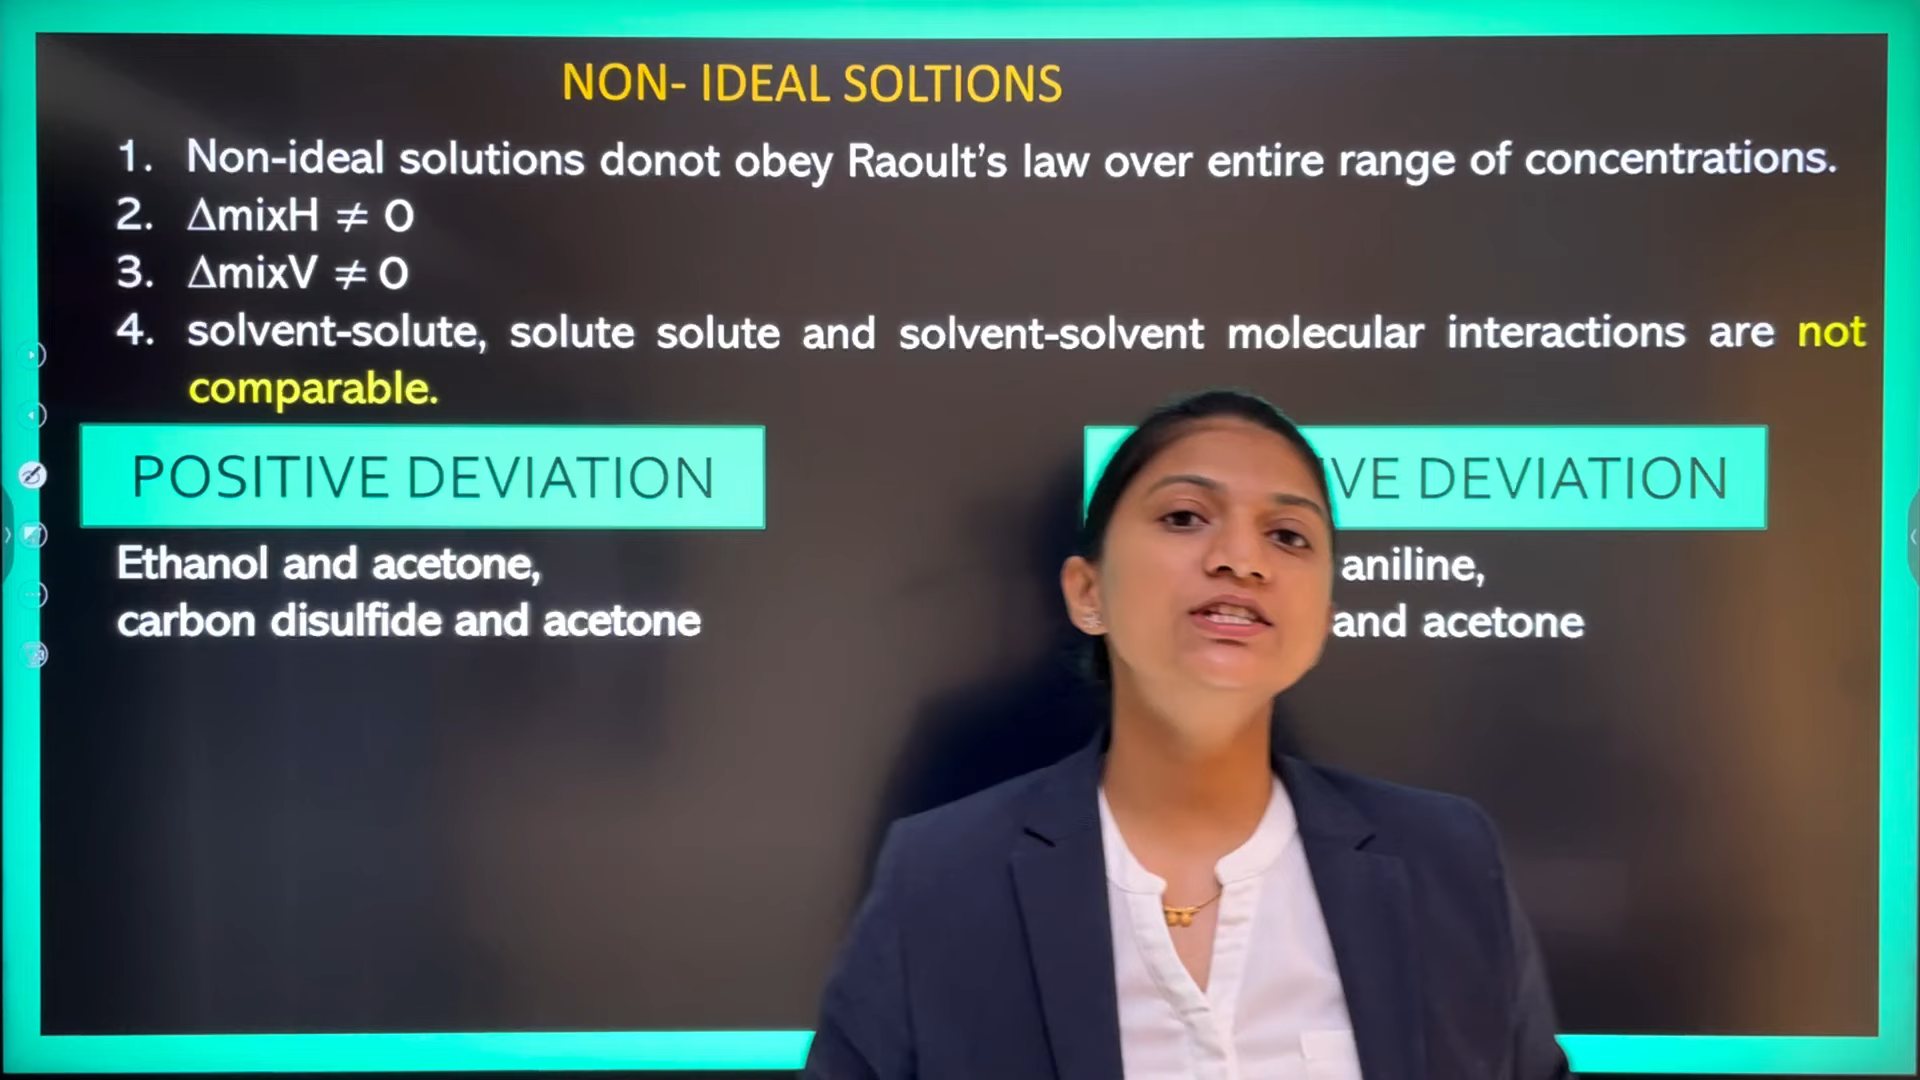 NON- IDEAL SOLTIONS
1. Non-ideal solutions donot obey Raoult's law over entire range of concentrations.
2. ΔmixH ≠ 0
3. ΔmixV ≠ 0
4. solvent-solute, solute solute and solvent-solvent molecular interactions are not
comparable.
POSITIVE DEVIATION
VE DEVIATION
Ethanol and acetone,
aniline,
carbon disulfide and acetone
and acetone